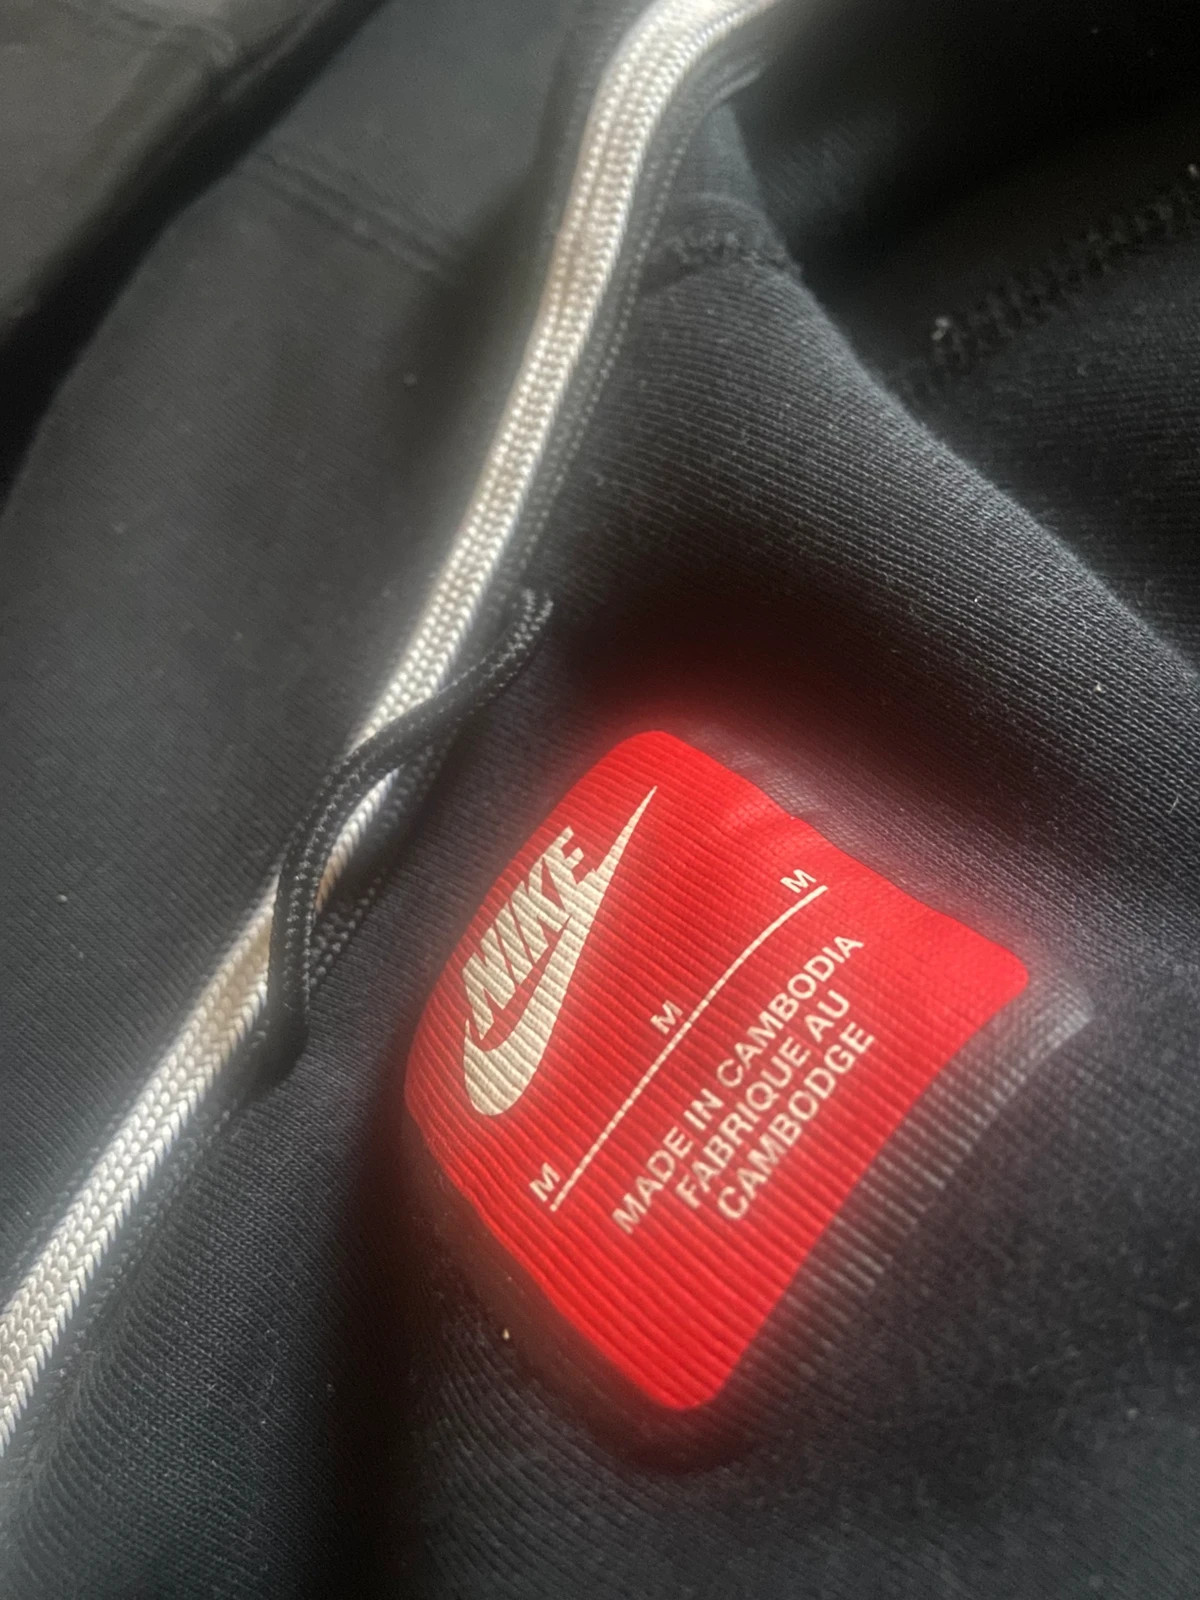 NIKE
M M M
MADE IN CAMBODIA
FABRIQUE AU
CAMBODGE